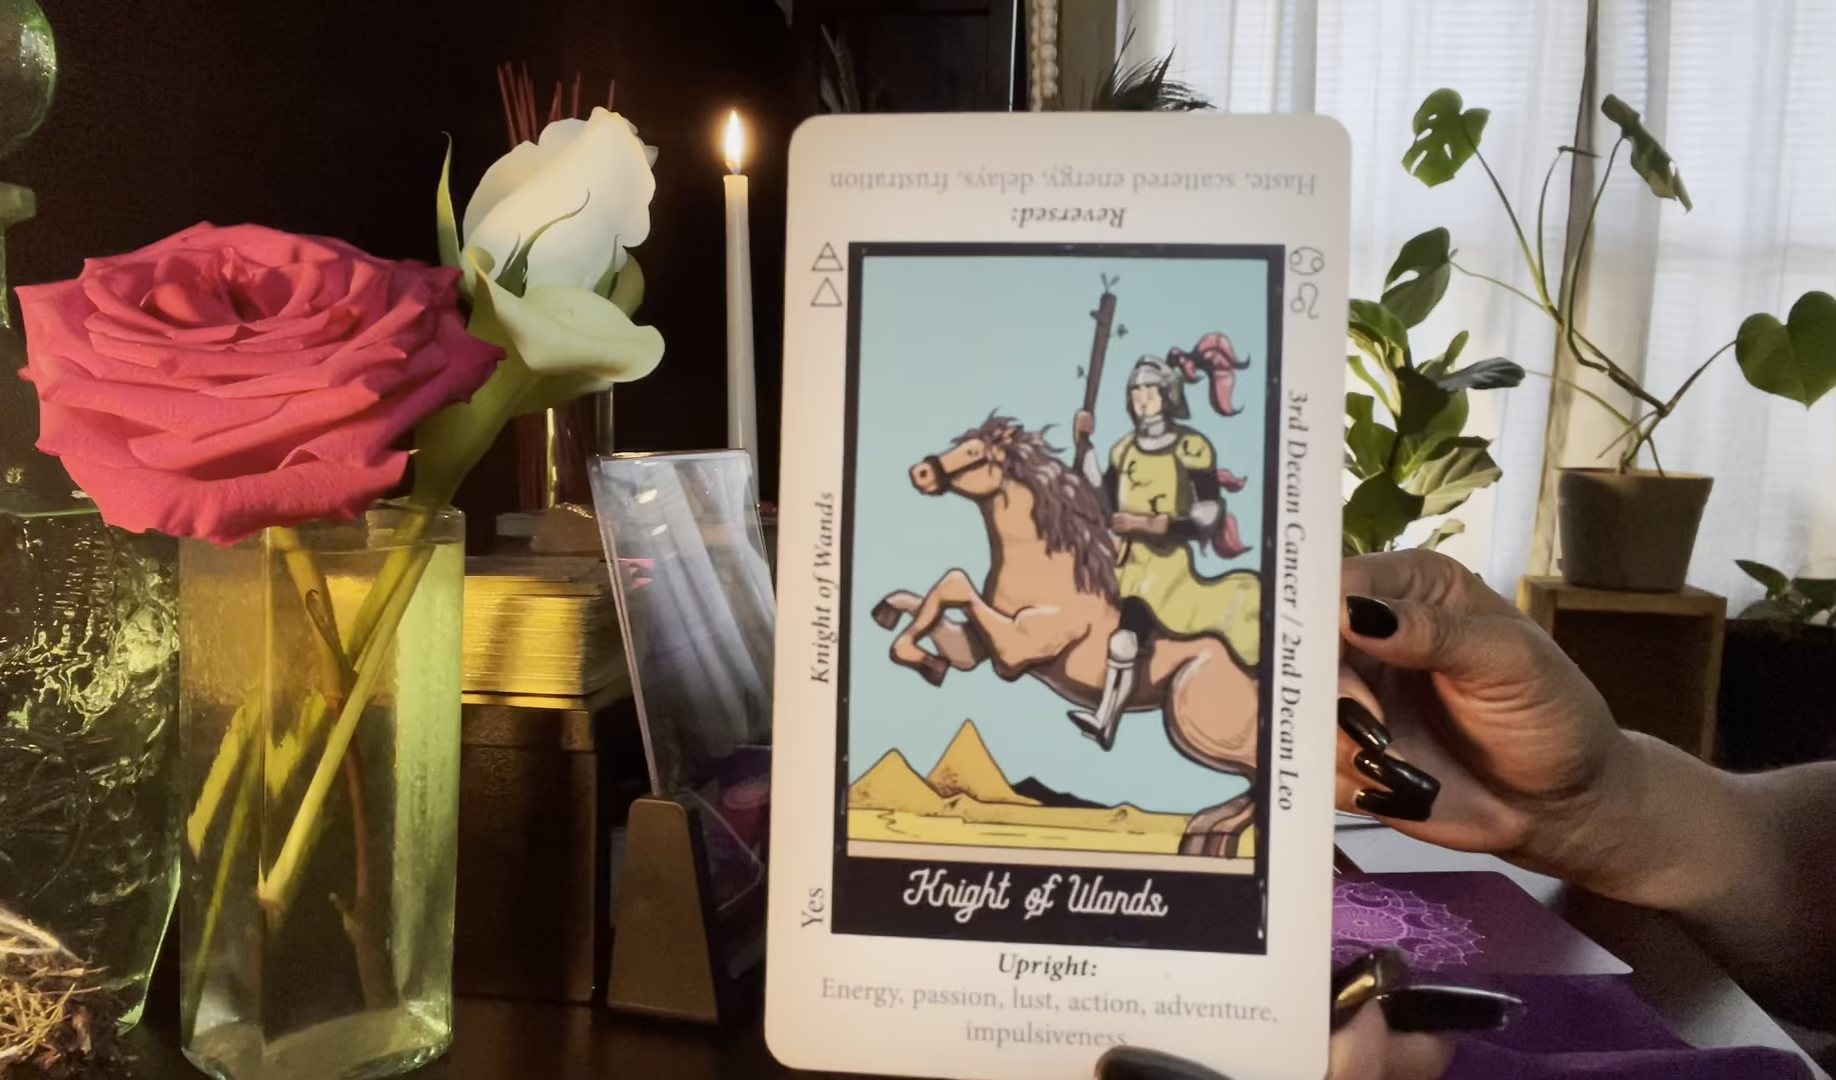 Haste, scattered energy, delays, frustration
Reversed:
Knight of Wands
3rd Decan Cancer / 2nd Decan Leo
Yes
Knight of Wands
Upright:
Energy, passion, lust, action, adventure,
impulsiveness